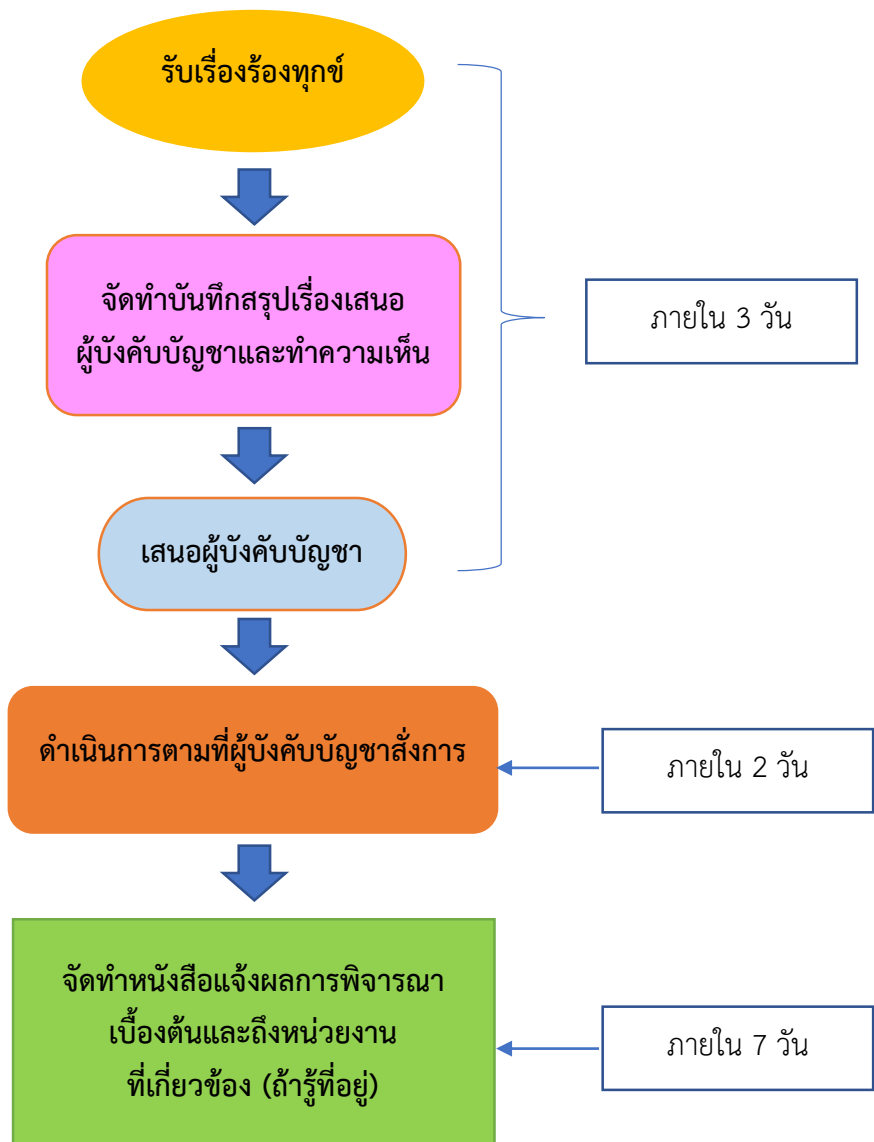 รับเรื่องร้องทุกข์
จัดทำบันทึกสรุปเรื่องเสนอ
ผู้บังคับบัญชาและทำความเห็น
ภายใน 3 วัน
เสนอผู้บังคับบัญชา
ดำเนินการตามที่ผู้บังคับบัญชาสั่งการ
ภายใน 2 วัน
จัดทำหนังสือแจ้งผลการพิจารณา
เบื้องต้นและถึงหน่วยงาน
ที่เกี่ยวข้อง (ถ้ารู้ที่อยู่)
ภายใน 7 วัน